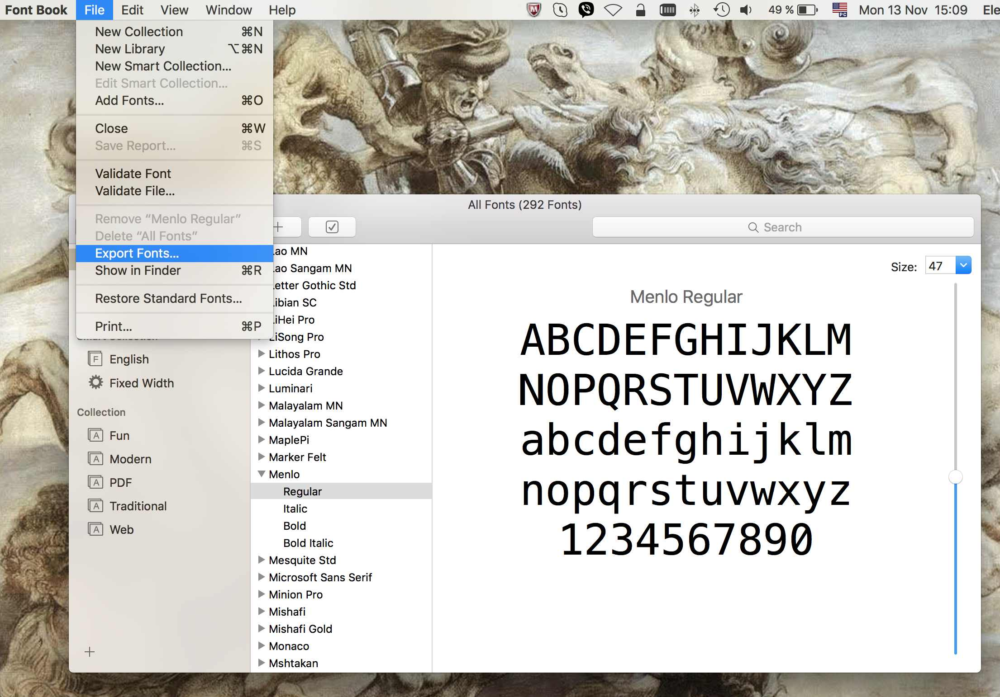 Font Book File Edit View Window Help 49 % PC Mon 13 Nov 15:09 Ele
New Collection ⌘N
New Library ⌥⌘N
New Smart Collection...
Edit Smart Collection...
Add Fonts... ⌘O
Close ⌘W
Save Report... ⌘S
Validate Font
Validate File...
Remove “Menlo Regular”
Delete “All Fonts”
Export Fonts...
Show in Finder ⌘R
Restore Standard Fonts...
Print... ⌘P
All Fonts (292 Fonts)
Search
English
Fixed Width
Collection
Fun
Modern
PDF
Traditional
Web
ao MN
ao Sangam MN
etter Gothic Std
ibian SC
iHei Pro
LiSong Pro
Lithos Pro
Lucida Grande
Luminari
Malayalam MN
Malayalam Sangam MN
MaplePi
Marker Felt
Menlo
Regular
Italic
Bold
Bold Italic
Mesquite Std
Microsoft Sans Serif
Minion Pro
Mishafi
Mishafi Gold
Monaco
Mshtakan
Size: 47
Menlo Regular
ABCDEFGHIJKLM
NOPQRSTUVWXYZ
abcdefghijklm
nopqrstuvwxyz
1234567890